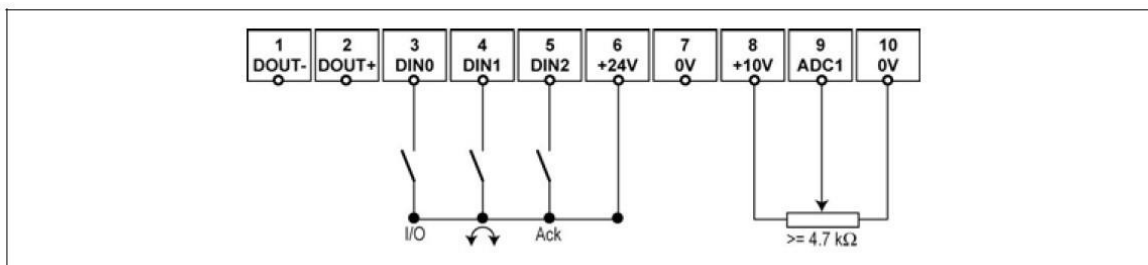 1 2 3 4 5 6 7 8 9 10
DOUT- DOUT+ DIN0 DIN1 DIN2 +24V 0V +10V ADC1 0V
I/O Ack >= 4.7 kΩ